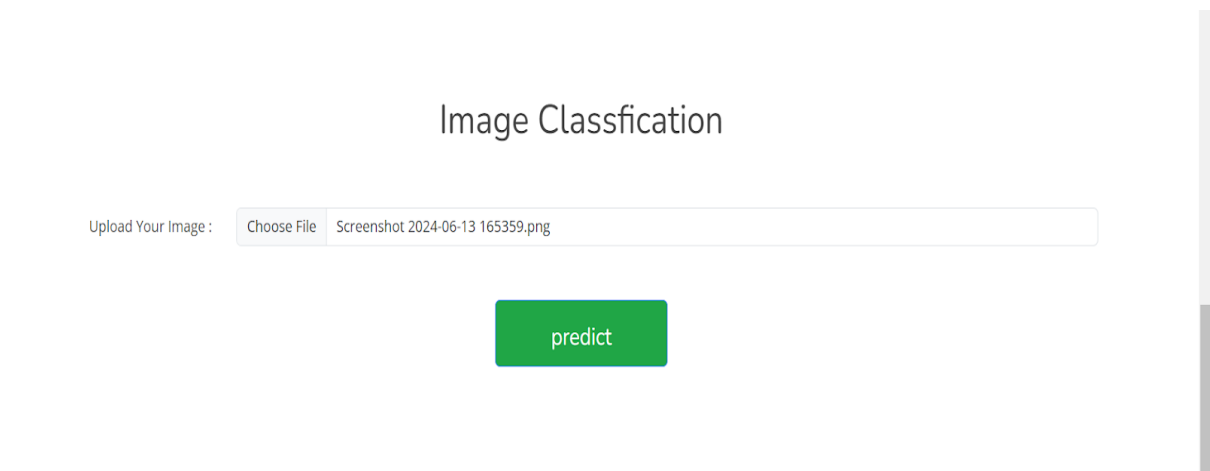 Image Classfication
Upload Your Image : Choose File Screenshot 2024-06-13 165359.png
predict